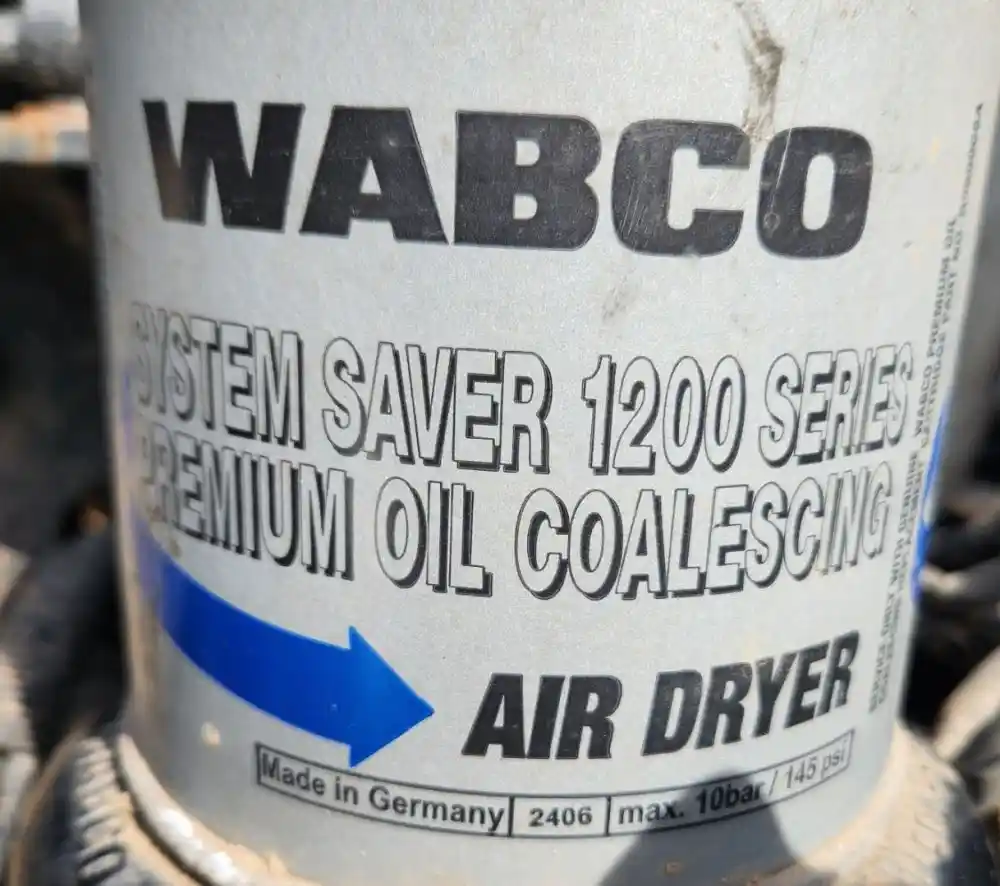 WABCO
SYSTEM SAVER 1200 SERIES
PREMIUM OIL COALESCING
AIR DRYER
Made in Germany 2406 max. 10bar / 145 psi